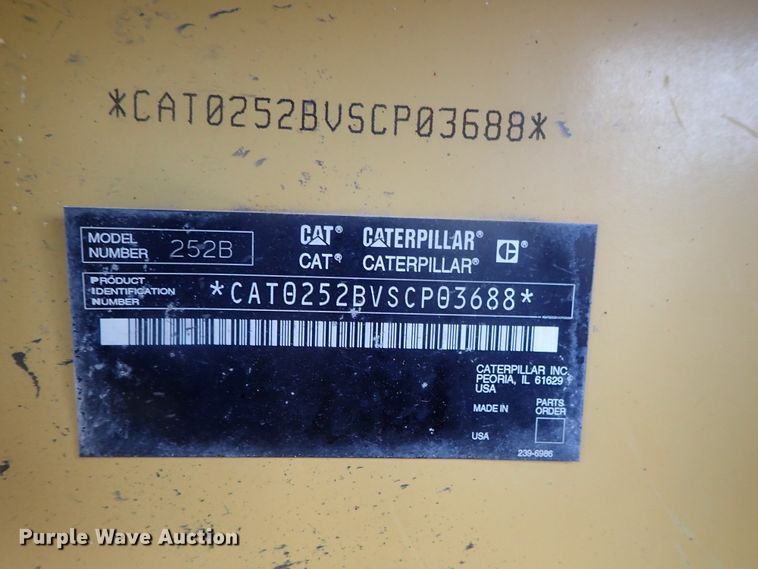 *CAT0252BVSCP03688*
MODEL NUMBER 252B
CAT® CATERPILLAR® C®
CAT® CATERPILLAR®
PRODUCT IDENTIFICATION NUMBER *CAT0252BVSCP03688*
CATERPILLAR INC.
PEORIA, IL 61629
USA
MADE IN
USA
PARTS ORDER
239-6986
Purple Wave Auction